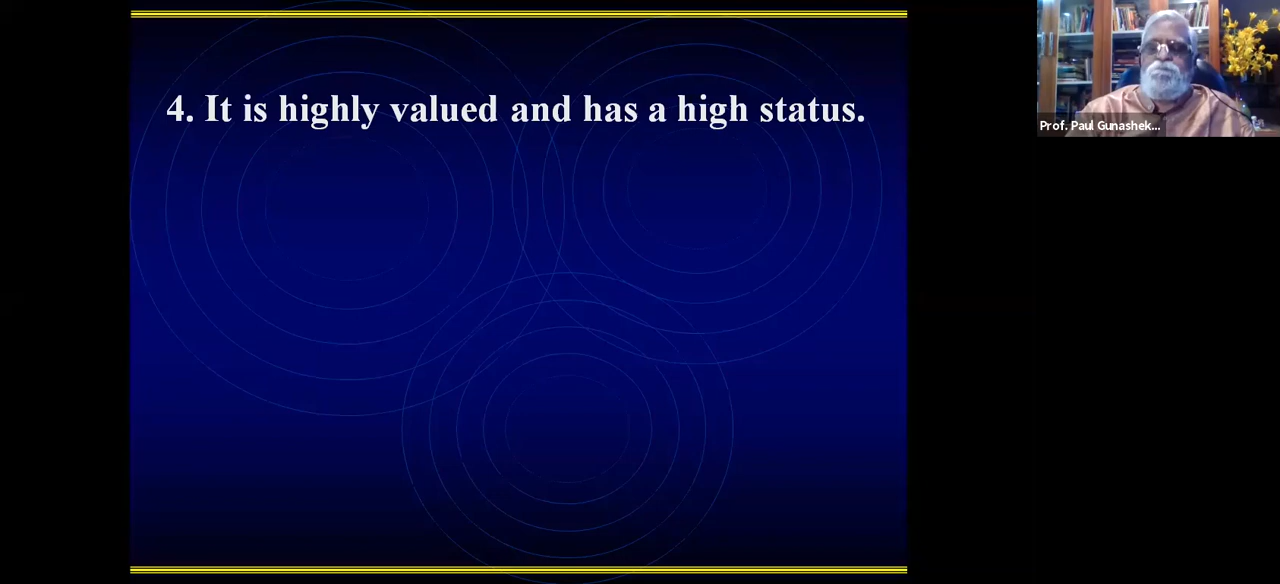 4. It is highly valued and has a high status.
Prof. Paul Gunashek...